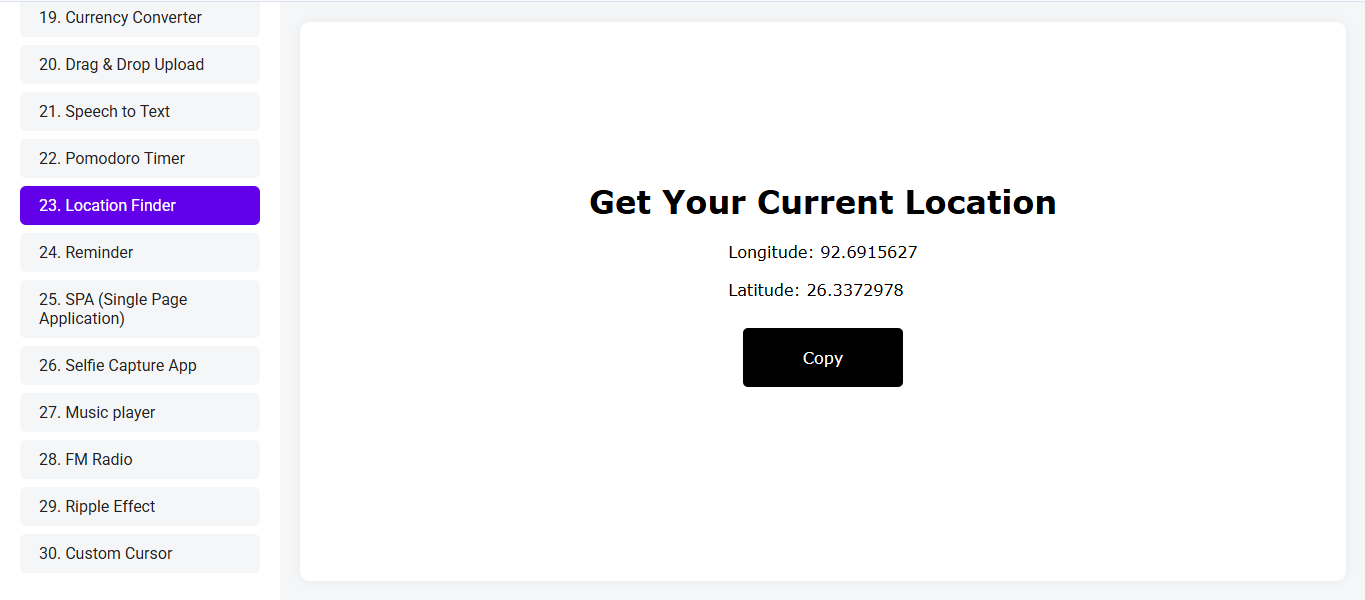 19. Currency Converter
20. Drag & Drop Upload
21. Speech to Text
22. Pomodoro Timer
23. Location Finder
24. Reminder
25. SPA (Single Page
Application)
26. Selfie Capture App
27. Music player
28. FM Radio
29. Ripple Effect
30. Custom Cursor
Get Your Current Location
Longitude: 92.6915627
Latitude: 26.3372978
Copy